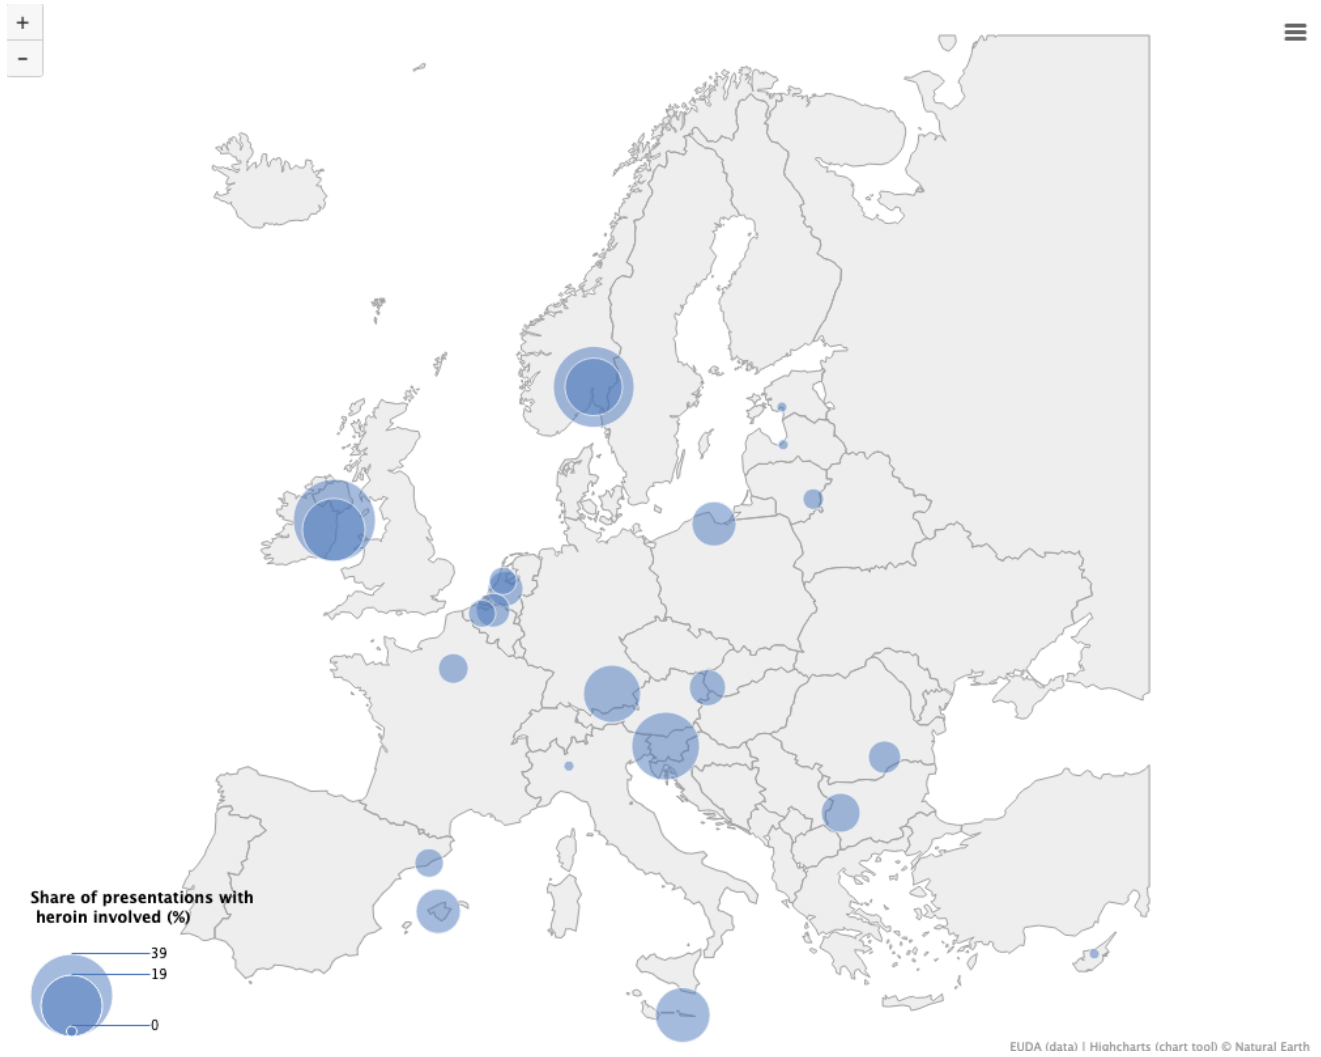 +
-
Share of presentations with
heroin involved (%)
39
19
0
EUDA (data) | Highcharts (chart tool) © Natural Earth